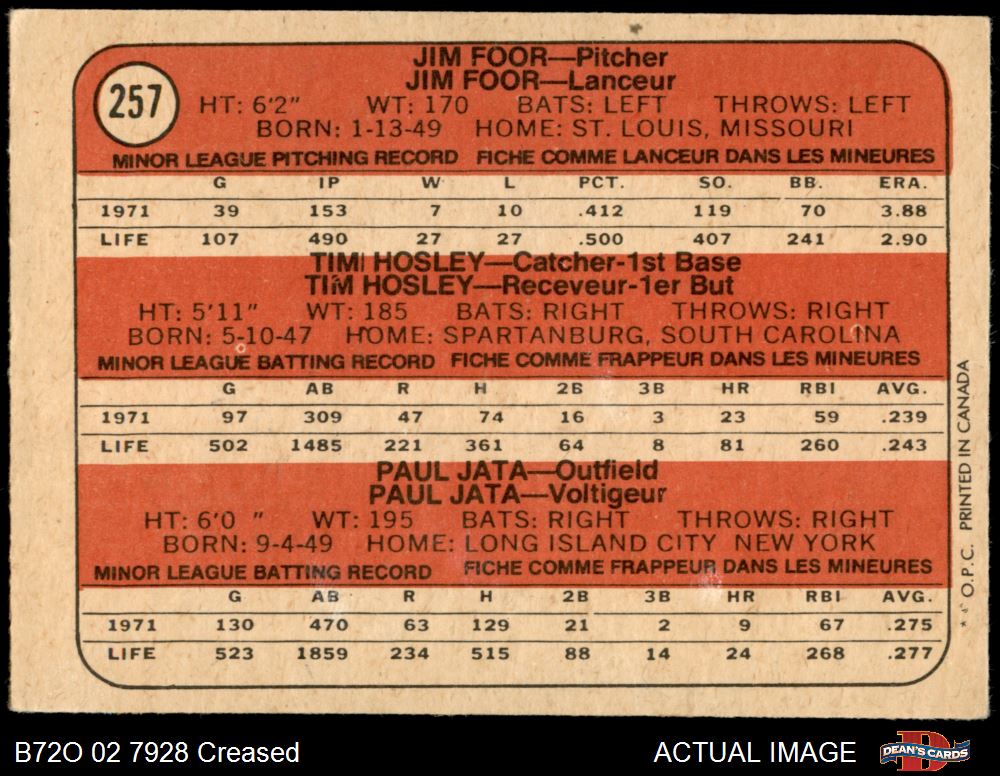 257
JIM FOOR—Pitcher
JIM FOOR—Lanceur
HT: 6'2" WT: 170 BATS: LEFT THROWS: LEFT
BORN: 1-13-49 HOME: ST. LOUIS, MISSOURI
MINOR LEAGUE PITCHING RECORD FICHE COMME LANCEUR DANS LES MINEURES
G IP W L PCT. SO. BB. ERA.
1971 39 153 7 10 .412 119 70 3.88
LIFE 107 490 27 27 .500 407 241 2.90
TIM HOSLEY—Catcher-1st Base
TIM HOSLEY—Receveur-1er But
HT: 5'11" WT: 185 BATS: RIGHT THROWS: RIGHT
BORN: 5-10-47 HOME: SPARTANBURG, SOUTH CAROLINA
MINOR LEAGUE BATTING RECORD FICHE COMME FRAPPEUR DANS LES MINEURES
G AB R H 2B 3B HR RBI AVG.
1971 97 309 47 74 16 3 23 59 .239
LIFE 502 1485 221 361 64 8 81 260 .243
PAUL JATA—Outfield
PAUL JATA—Voltigeur
HT: 6'0 " WT: 195 BATS: RIGHT THROWS: RIGHT
BORN: 9-4-49 HOME: LONG ISLAND CITY NEW YORK
MINOR LEAGUE BATTING RECORD FICHE COMME FRAPPEUR DANS LES MINEURES
G AB R H 2B 3B HR RBI AVG.
1971 130 470 63 129 21 2 9 67 .275
LIFE 523 1859 234 515 88 14 24 268 .277
* O.P.C. PRINTED IN CANADA
B72O 02 7928 Creased
ACTUAL IMAGE
DEAN'S CARDS